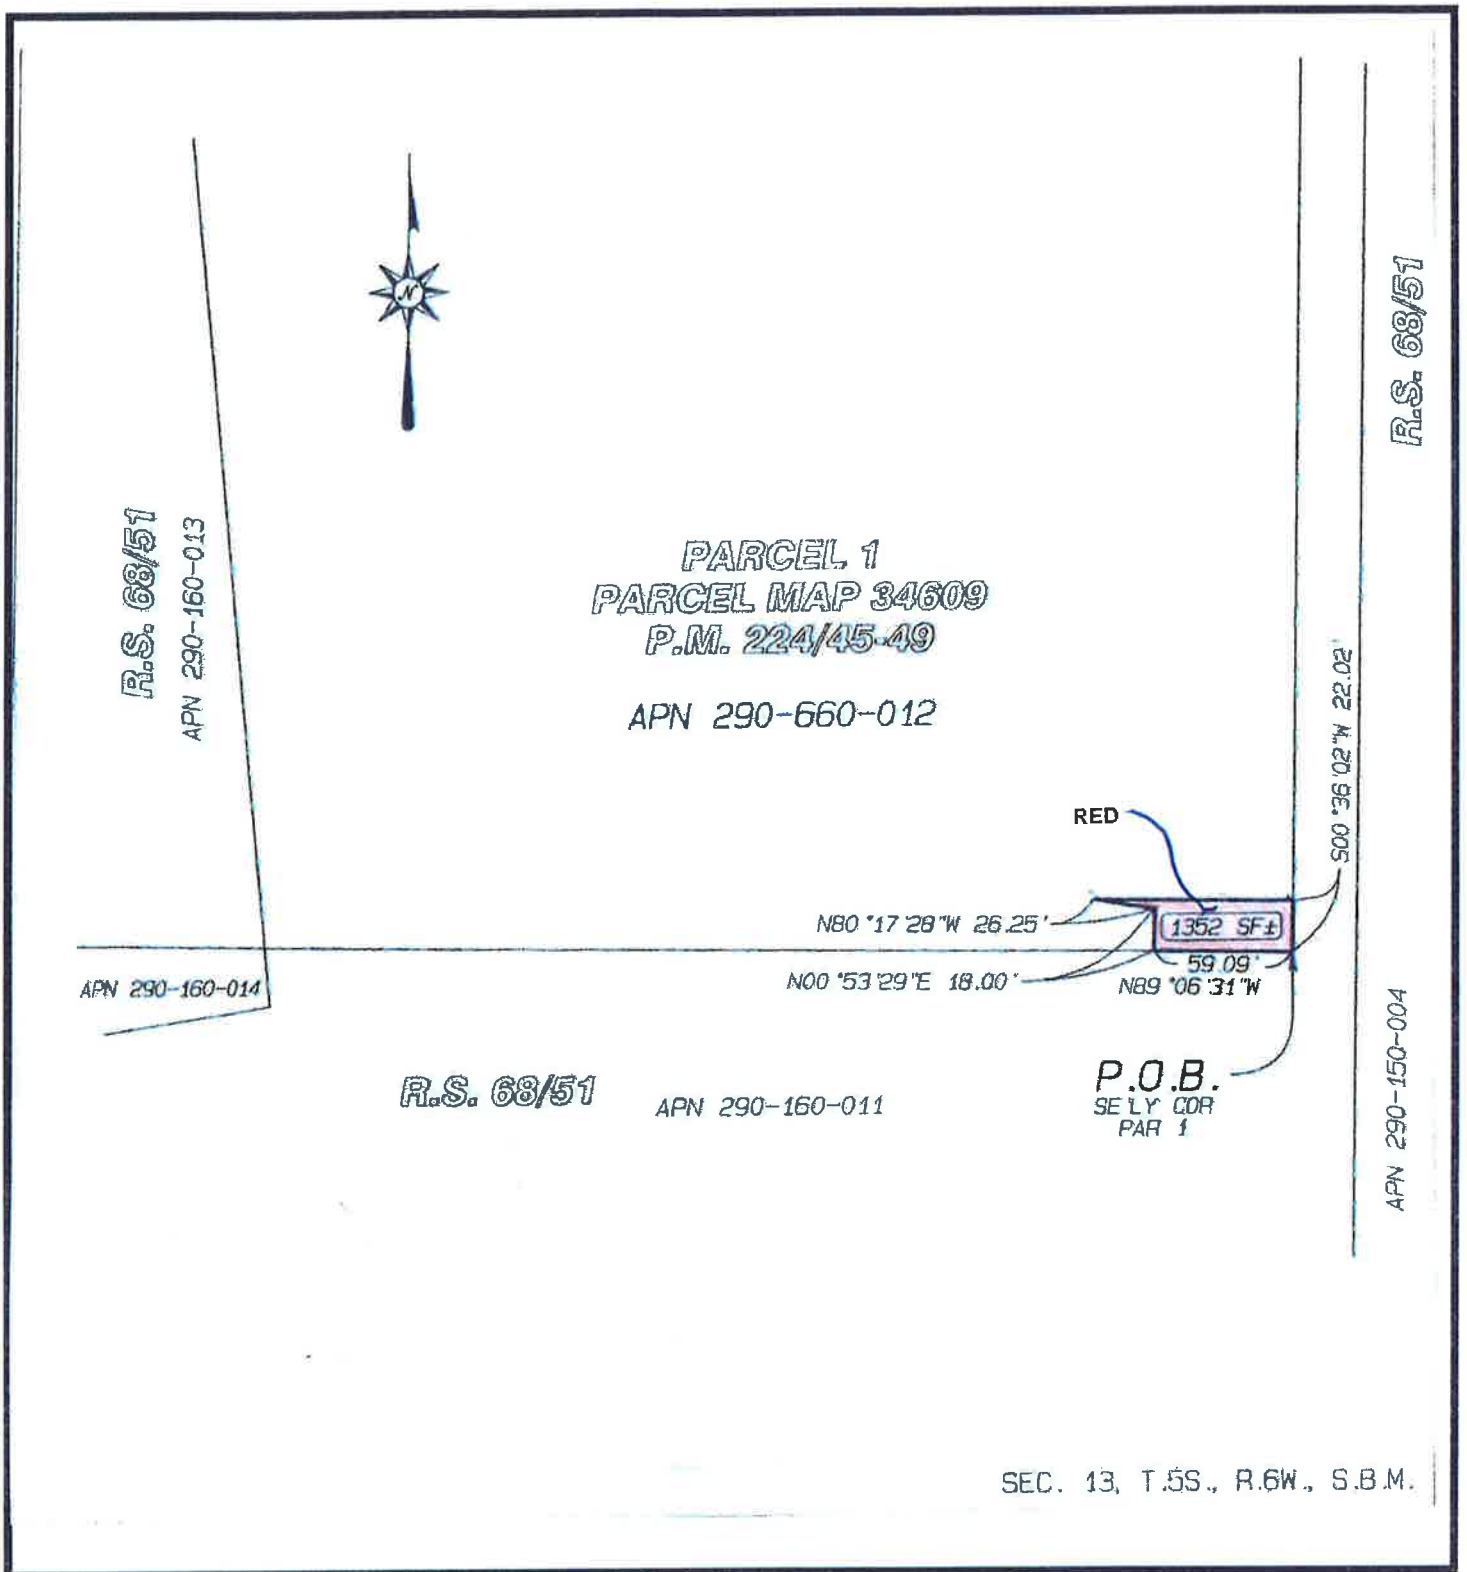 N
R.S. 68/51
R.S. 68/51
APN 290-160-013
PARCEL 1
PARCEL MAP 34609
P.M. 224/45-49
APN 290-660-012
S00°36'02"W 22.02'
RED
N80°17'28"W 26.25'
1352 SF±
59.09'
N89°06'31"W
N00°53'29"E 18.00'
APN 290-160-014
P.O.B.
SE'LY COR
PAR 1
R.S. 68/51
APN 290-160-011
APN 290-150-004
SEC. 13, T.5S., R.6W., S.B.M.